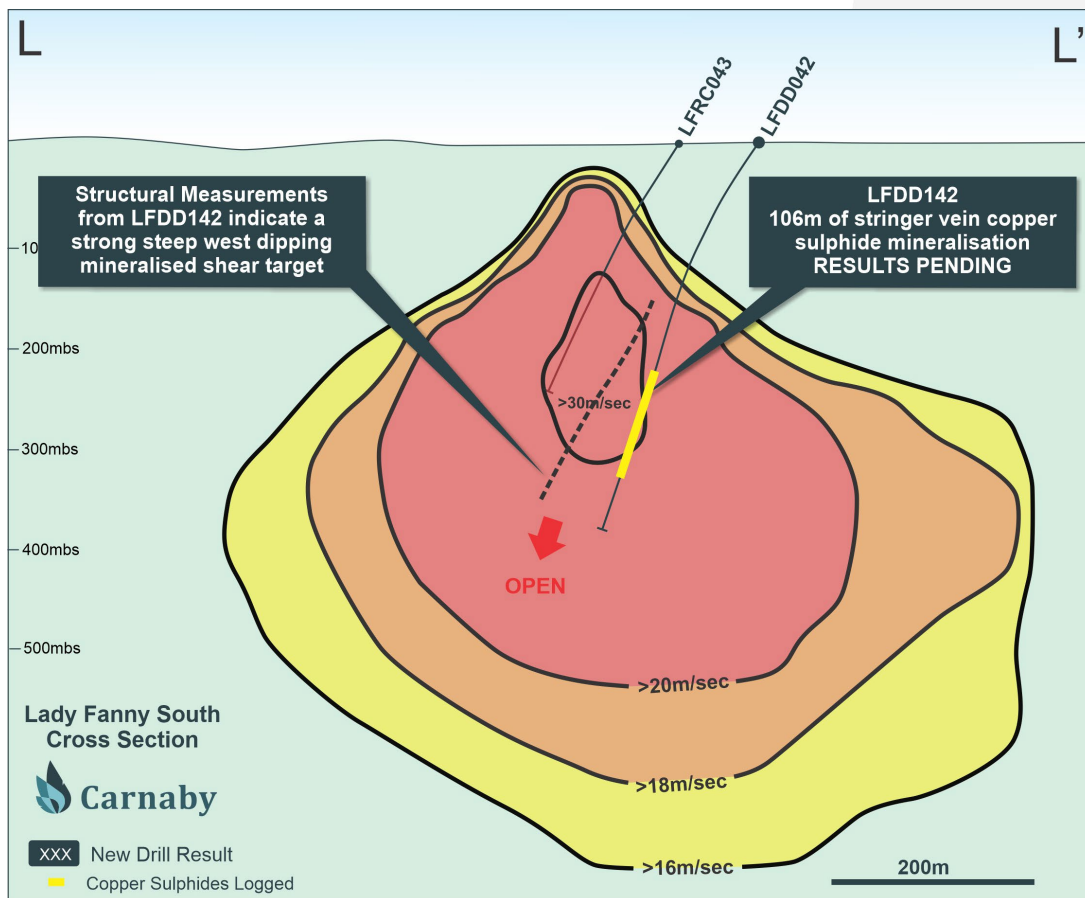 L
L’
LFRC043
LFDD042
Structural Measurements
from LFDD142 indicate a
strong steep west dipping
mineralised shear target
LFDD142
106m of stringer vein copper
sulphide mineralisation
RESULTS PENDING
10
200mbs
300mbs
400mbs
500mbs
>30m/sec
OPEN
>20m/sec
>18m/sec
>16m/sec
Lady Fanny South
Cross Section
Carnaby
XXX New Drill Result
Copper Sulphides Logged
200m